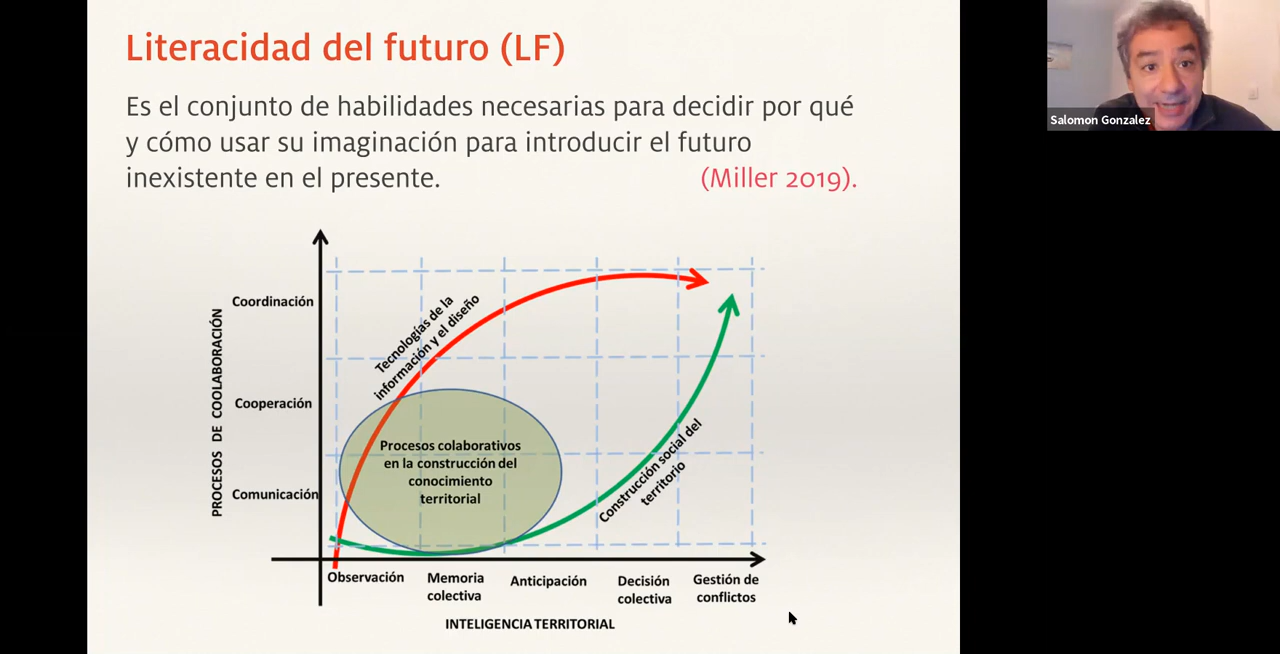 Literacidad del futuro (LF)
Es el conjunto de habilidades necesarias para decidir por qué
y cómo usar su imaginación para introducir el futuro
inexistente en el presente.
(Miller 2019).
Salomon Gonzalez
PROCESOS DE COOLABORACIÓN
Coordinación
Cooperación
Comunicación
Tecnologías de la
información y el diseño
Procesos colaborativos
en la construcción del
conocimiento
territorial
Construcción social del
territorio
Observación
Memoria
colectiva
Anticipación
Decisión
colectiva
Gestión de
conflictos
INTELIGENCIA TERRITORIAL